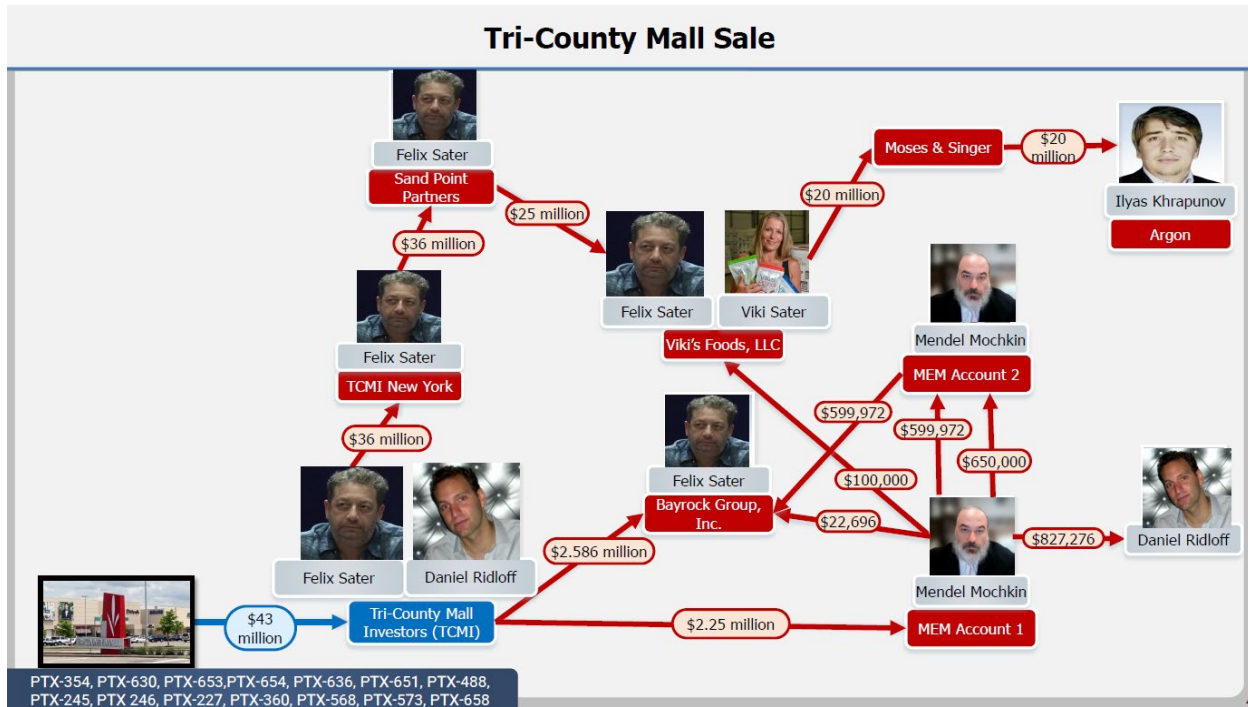 Tri-County Mall Sale
Felix Sater
Sand Point
Partners
$25 million
$36 million
Felix Sater
TCMI New York
$36 million
Felix Sater
Daniel Ridloff
$43
million
Tri-County Mall
Investors (TCMI)
$2.586 million
$2.25 million
Felix Sater
Viki Sater
Viki's Foods, LLC
$20 million
Moses & Singer
$20
million
Ilyas Khrapunov
Argon
Mendel Mochkin
MEM Account 2
$599,972
$599,972
$650,000
$100,000
Felix Sater
Bayrock Group,
Inc.
$22,696
$827,276
Daniel Ridloff
Mendel Mochkin
MEM Account 1
PTX-354, PTX-630, PTX-653,PTX-654, PTX-636, PTX-651, PTX-488,
PTX-245, PTX 246, PTX-227, PTX-360, PTX-568, PTX-573, PTX-658